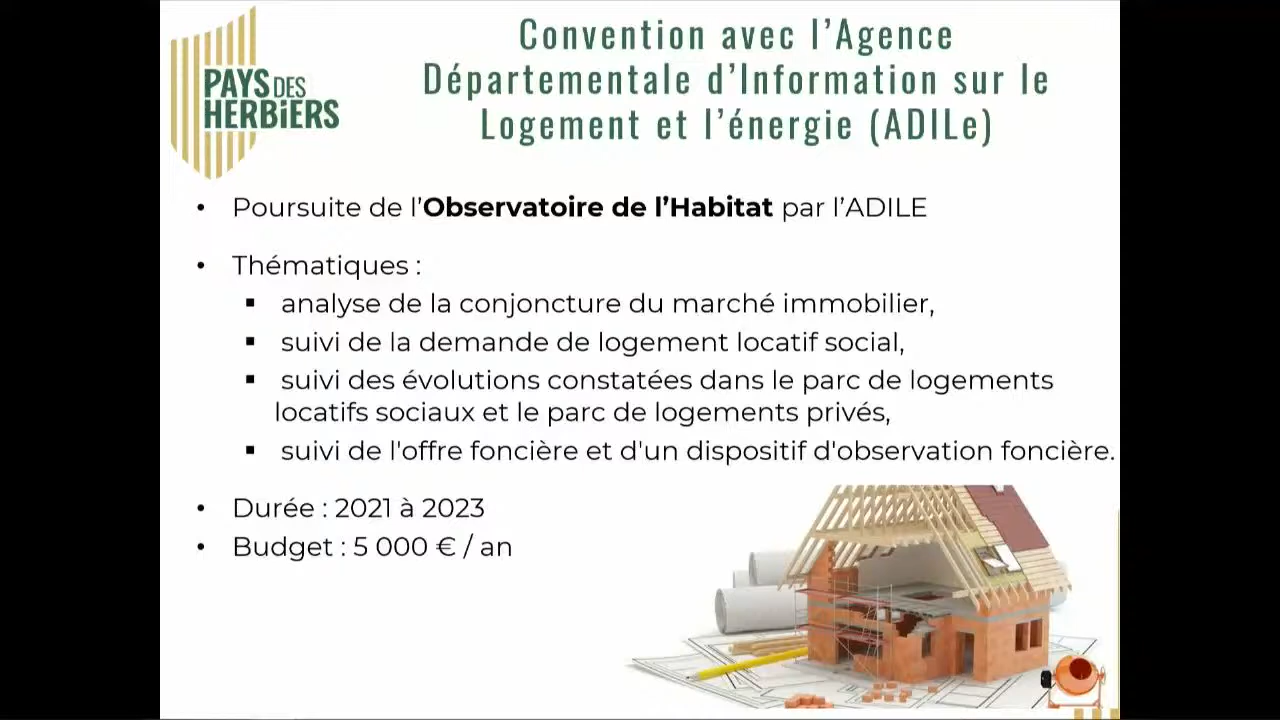 PAYS DES
HERBIERS
Convention avec l'Agence
Départementale d'Information sur le
Logement et l'énergie (ADILe)
• Poursuite de l'Observatoire de l'Habitat par l'ADILE
• Thématiques :
▪ analyse de la conjoncture du marché immobilier,
▪ suivi de la demande de logement locatif social,
▪ suivi des évolutions constatées dans le parc de logements
locatifs sociaux et le parc de logements privés,
▪ suivi de l'offre foncière et d'un dispositif d'observation foncière.
• Durée : 2021 à 2023
• Budget : 5 000 € / an